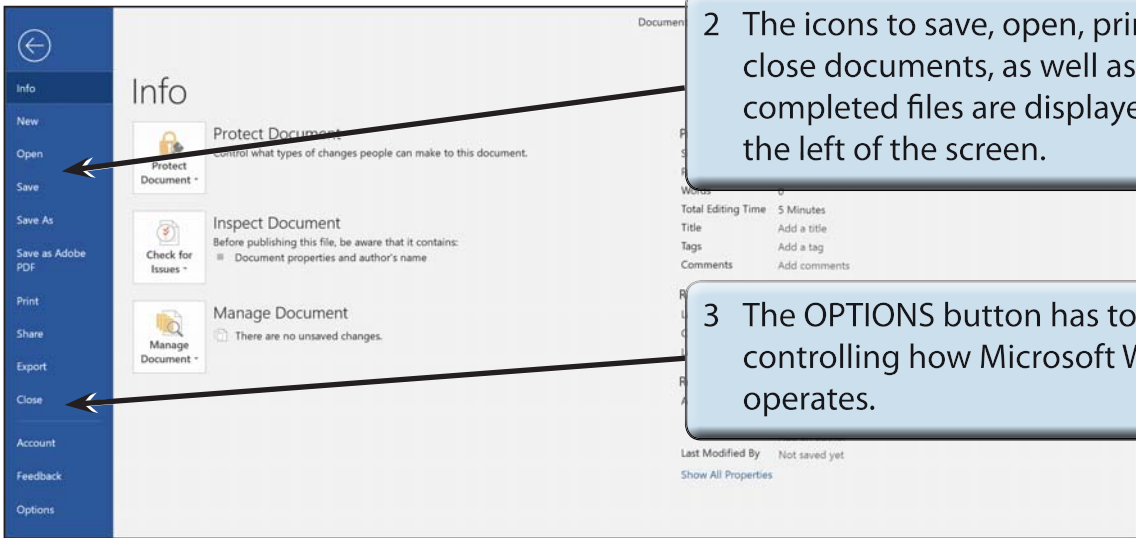 Document
Info
New
Open
Save
Save As
Save as Adobe
PDF
Print
Share
Export
Close
Account
Feedback
Options
Info
Protect
Document
Protect Document
Control what types of changes people can make to this document.
Check for
Issues
Inspect Document
Before publishing this file, be aware that it contains:
Document properties and author's name
Manage
Document
Manage Document
There are no unsaved changes.
2 The icons to save, open,
close documents, as well as
completed files are
the left of the screen.
Words 0
Total Editing Time 5 Minutes
Title Add a title
Tags Add a tag
Comments Add comments
3 The OPTIONS button has
controlling how Microsoft
operates.
Last Modified By Not saved yet
Show All Properties